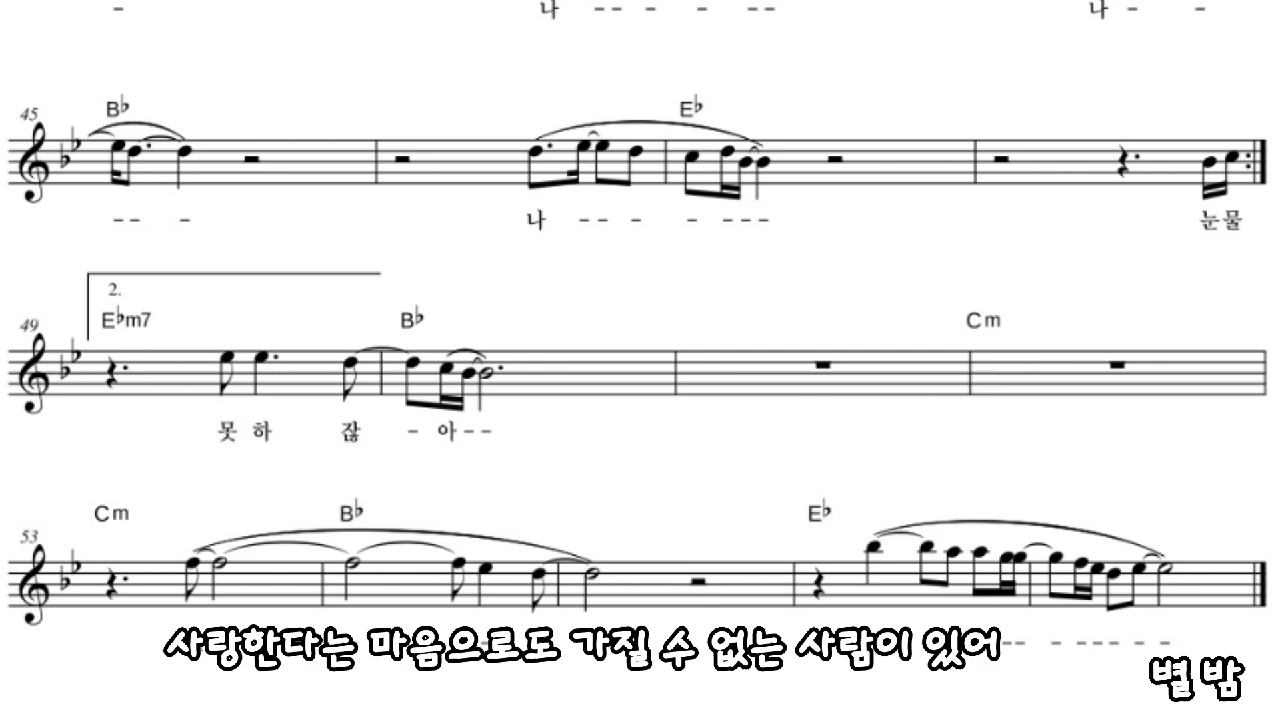 - 나 -- - - -- 나 - -
45 B♭ E♭
-- - 나 -- - - --- 눈물
2.
49 E♭m7 B♭ Cm
못 하 잖 - 아--
53 Cm B♭ E♭
사랑한다는 마음으로도 가질 수 없는 사람이 있어-- - ---- - -
별 밤